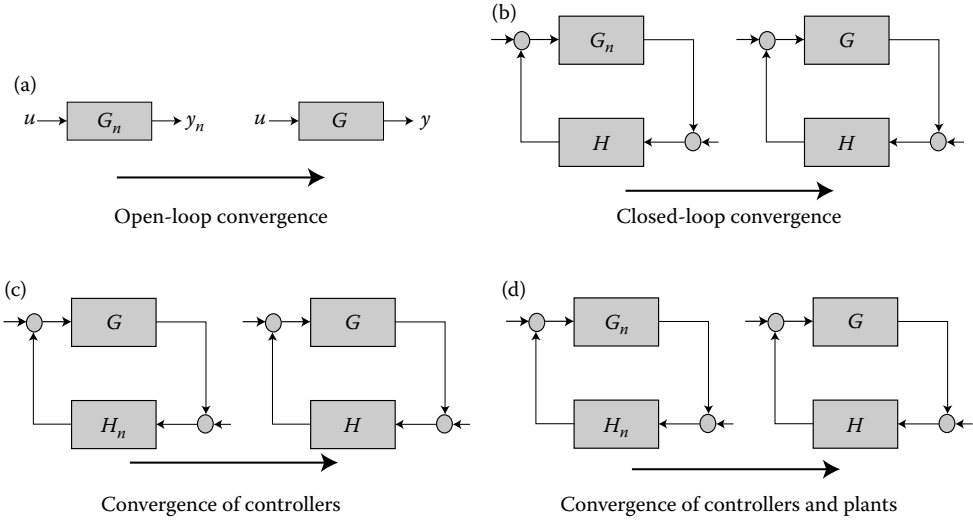 (a)
u G_n y_n u G y
Open-loop convergence
(b)
G_n G
H H
Closed-loop convergence
(c)
G G
H_n H
Convergence of controllers
(d)
G_n G
H_n H
Convergence of controllers and plants